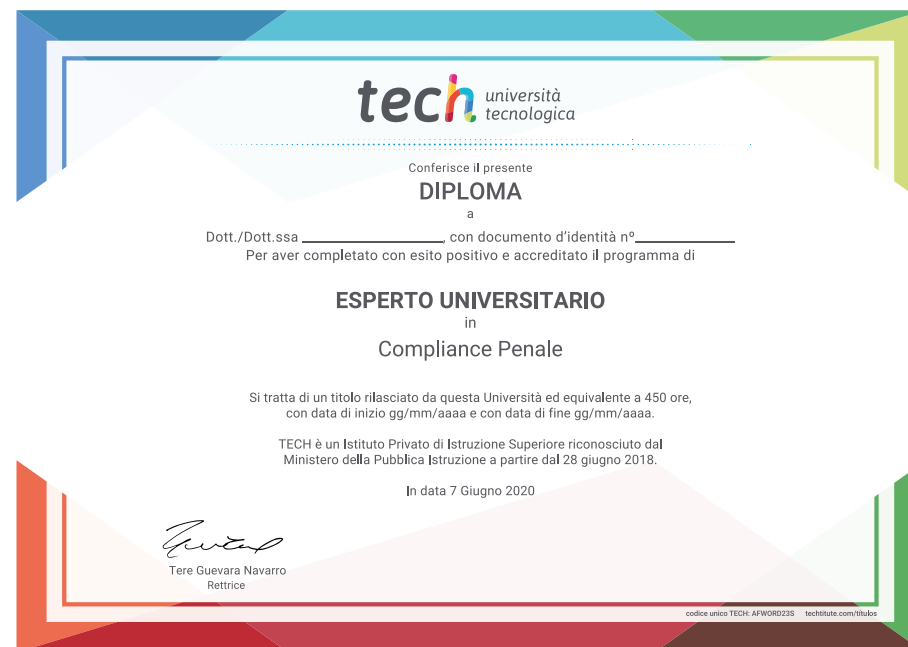 tech università
tecnologica
Conferisce il presente
DIPLOMA
a
Dott./Dott.ssa ________________, con documento d'identità nº___________
Per aver completato con esito positivo e accreditato il programma di
ESPERTO UNIVERSITARIO
in
Compliance Penale
Si tratta di un titolo rilasciato da questa Università ed equivalente a 450 ore,
con data di inizio gg/mm/aaaa e con data di fine gg/mm/aaaa.
TECH è un Istituto Privato di Istruzione Superiore riconosciuto dal
Ministero della Pubblica Istruzione a partire dal 28 giugno 2018.
In data 7 Giugno 2020
Tere Guevara Navarro
Rettrice
codice unico TECH: AFWORD23S techtitute.com/titulos